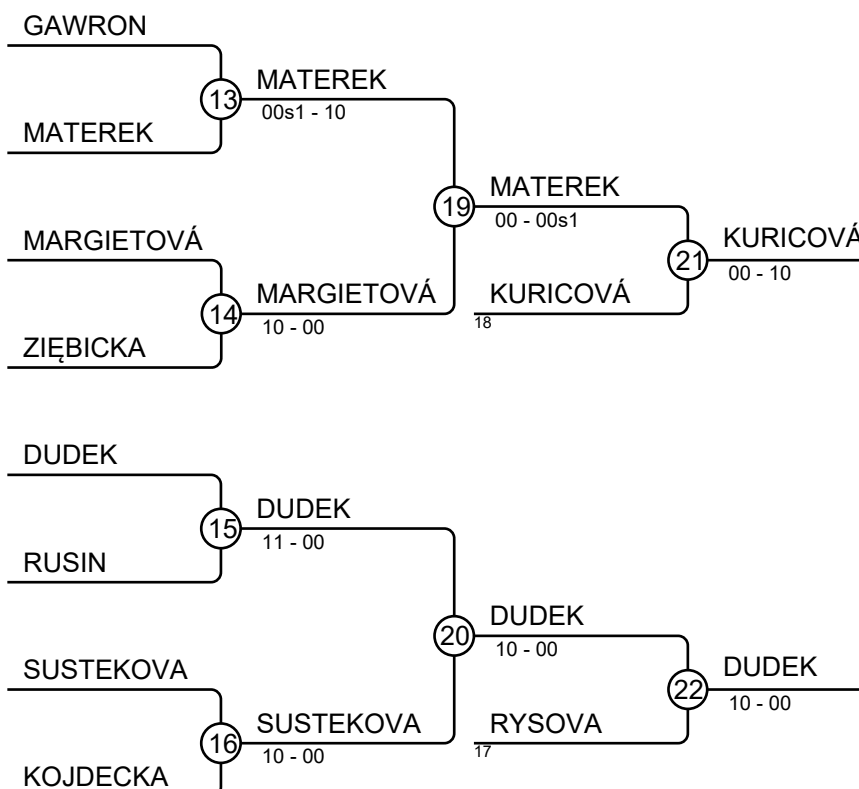 GAWRON
13
MATEREK
00s1 - 10
MATEREK
19
MATEREK
00 - 00s1
MARGIETOVÁ
14
MARGIETOVÁ
10 - 00
ZIĘBICKA
21
KURICOVÁ
00 - 10
KURICOVÁ
18
DUDEK
15
DUDEK
11 - 00
RUSIN
20
DUDEK
10 - 00
SUSTEKOVA
16
SUSTEKOVA
10 - 00
KOJDECKA
22
DUDEK
10 - 00
RYSOVA
17